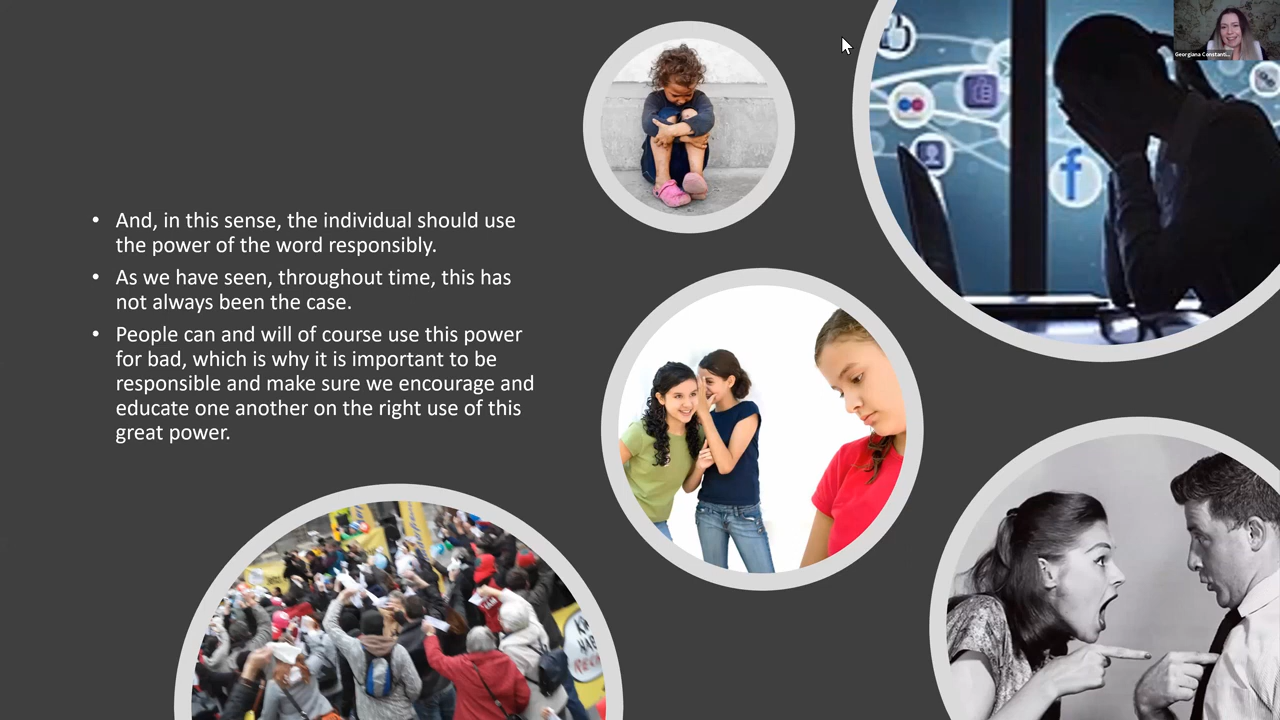 • And, in this sense, the individual should use
the power of the word responsibly.
• As we have seen, throughout time, this has
not always been the case.
• People can and will of course use this power
for bad, which is why it is important to be
responsible and make sure we encourage and
educate one another on the right use of this
great power.
f
Georgiana Constanti...